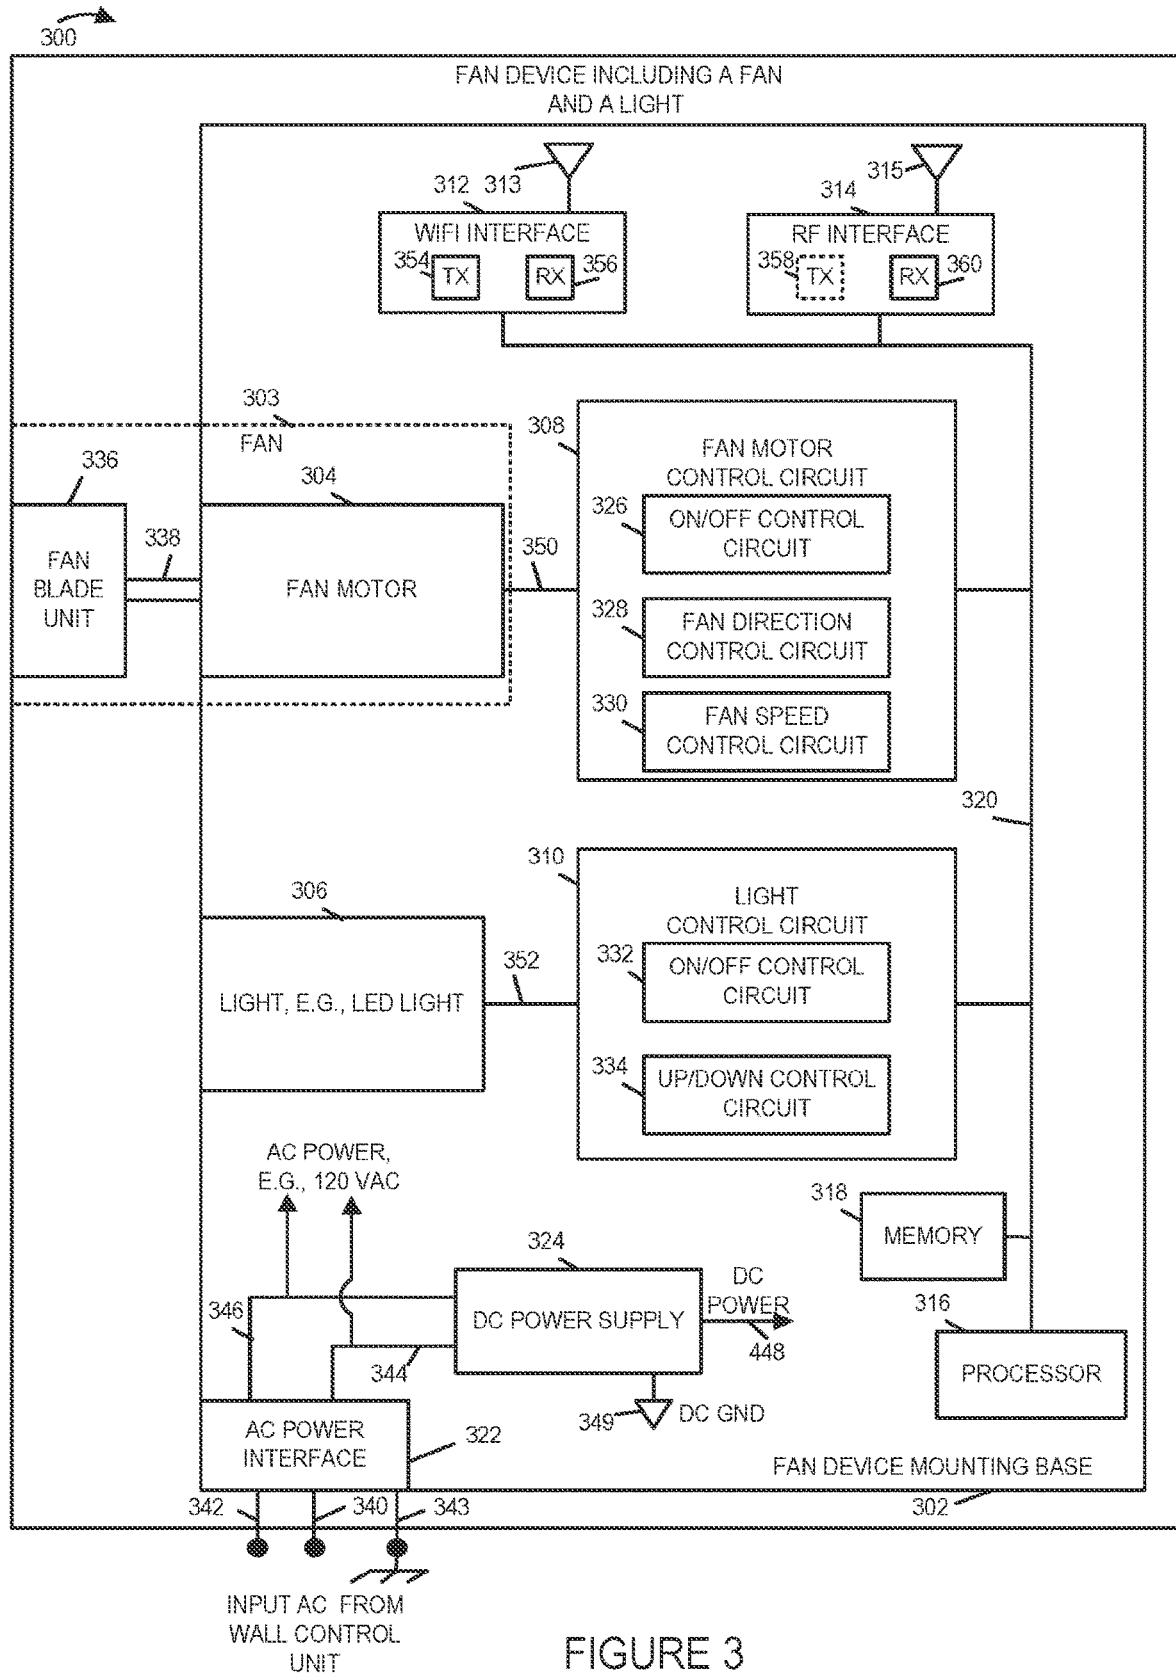 300
FAN DEVICE INCLUDING A FAN
AND A LIGHT
313
315
312
314
WIFI INTERFACE
RF INTERFACE
354
TX
RX
356
358
TX
RX
360
303
FAN
336
304
308
FAN MOTOR
CONTROL CIRCUIT
326
ON/OFF CONTROL
CIRCUIT
338
350
FAN
BLADE
UNIT
FAN MOTOR
328
FAN DIRECTION
CONTROL CIRCUIT
330
FAN SPEED
CONTROL CIRCUIT
320
310
306
LIGHT
CONTROL CIRCUIT
332
ON/OFF CONTROL
CIRCUIT
352
LIGHT, E.G., LED LIGHT
334
UP/DOWN CONTROL
CIRCUIT
AC POWER,
E.G., 120 VAC
318
MEMORY
324
DC
POWER
346
DC POWER SUPPLY
448
316
344
PROCESSOR
349
DC GND
AC POWER
INTERFACE
322
FAN DEVICE MOUNTING BASE
342
340
343
302
INPUT AC FROM
WALL CONTROL
UNIT
FIGURE 3